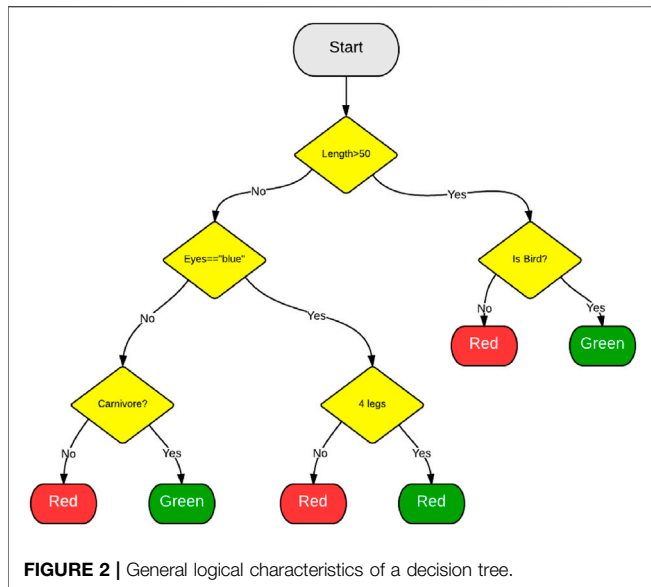 Start
Length>50
No
Yes
Eyes=="blue"
Is Bird?
No
Yes
No
Yes
Red
Green
Carnivore?
4 legs
No
Yes
No
Yes
Red
Green
Red
Red
FIGURE 2 | General logical characteristics of a decision tree.